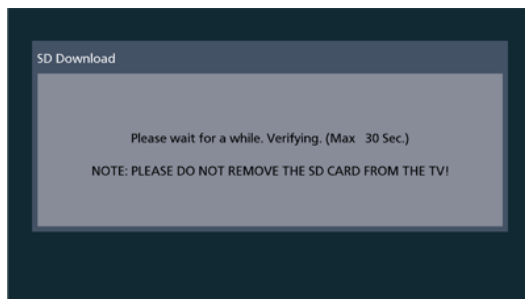 SD Download
Please wait for a while. Verifying. (Max 30 Sec.)
NOTE: PLEASE DO NOT REMOVE THE SD CARD FROM THE TV!